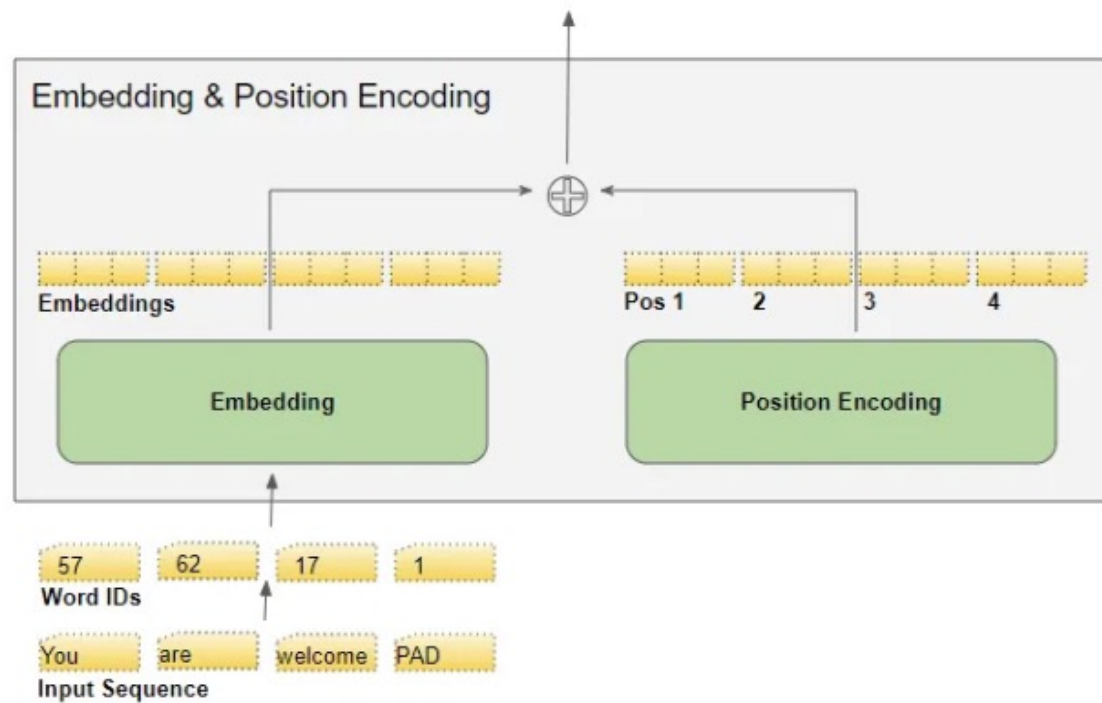 Embedding & Position Encoding
Embeddings
Pos 1 2 3 4
Embedding
Position Encoding
57 62 17 1
Word IDs
You are welcome PAD
Input Sequence